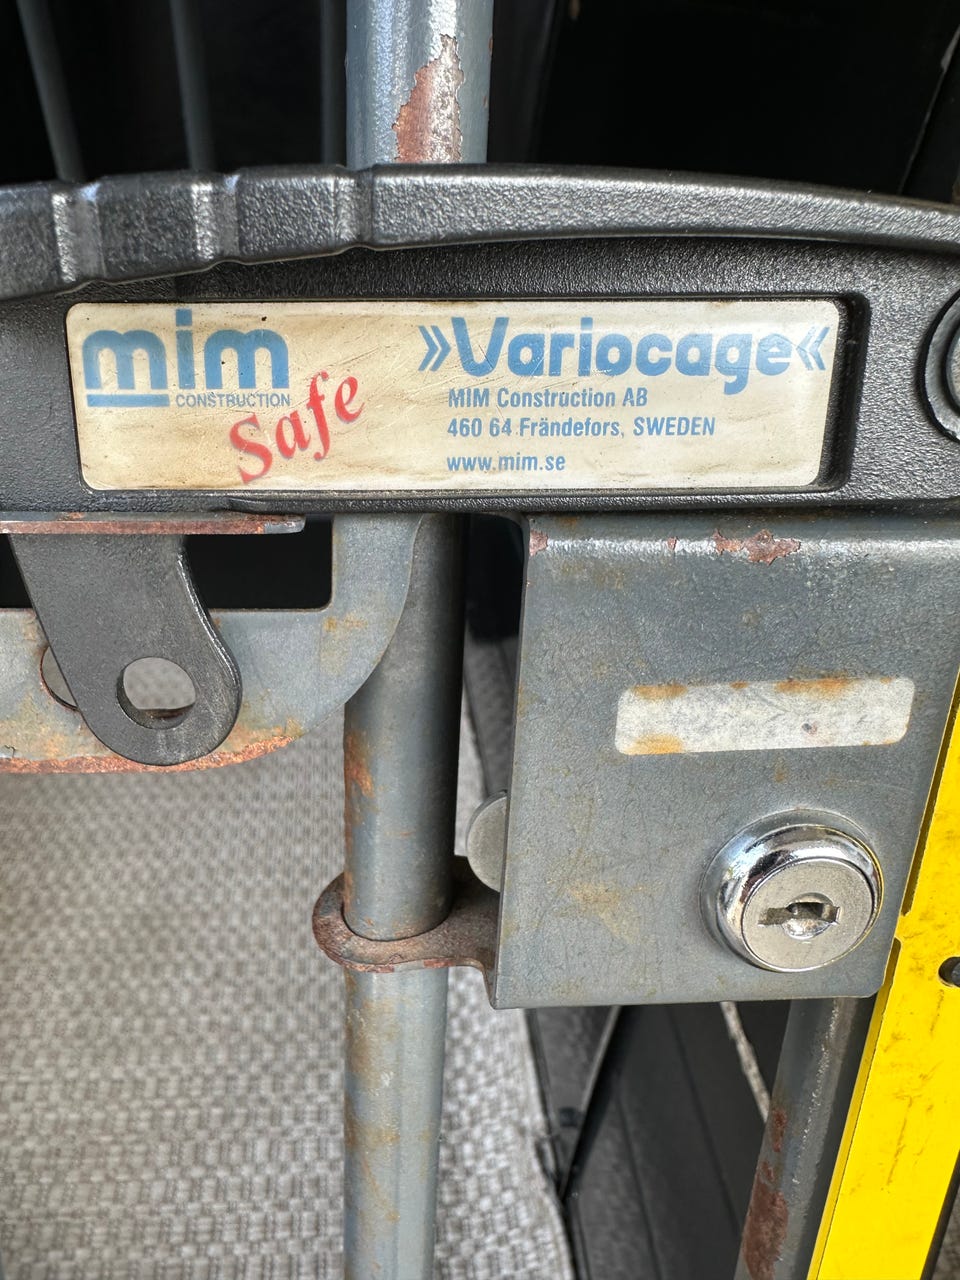 mim
CONSTRUCTION
Safe
»Variocage«
MIM Construction AB
460 64 Frändefors, SWEDEN
www.mim.se